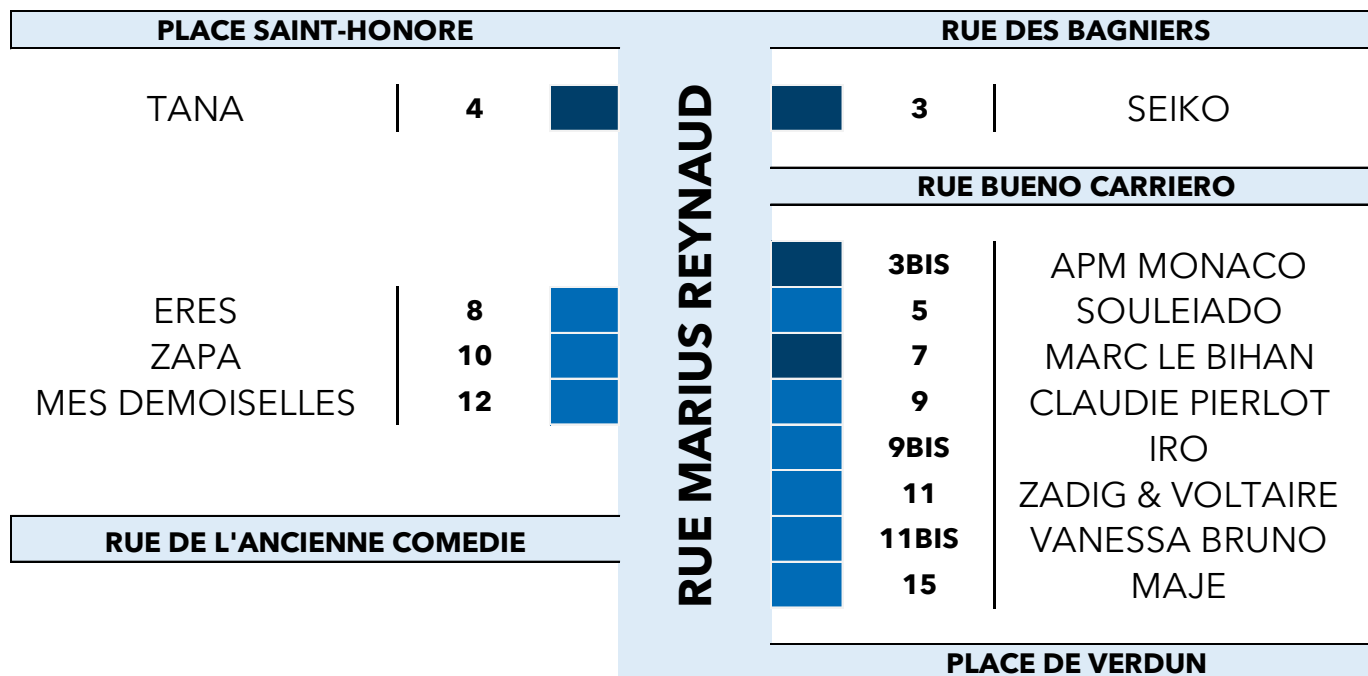 PLACE SAINT-HONORE
RUE DES BAGNIERS
TANA 4
3 SEIKO
RUE MARIUS REYNAUD
RUE BUENO CARRIERO
3BIS APM MONACO
ERES 8
5 SOULEIADO
ZAPA 10
7 MARC LE BIHAN
MES DEMOISELLES 12
9 CLAUDIE PIERLOT
9BIS IRO
11 ZADIG & VOLTAIRE
RUE DE L'ANCIENNE COMEDIE
11BIS VANESSA BRUNO
15 MAJE
PLACE DE VERDUN